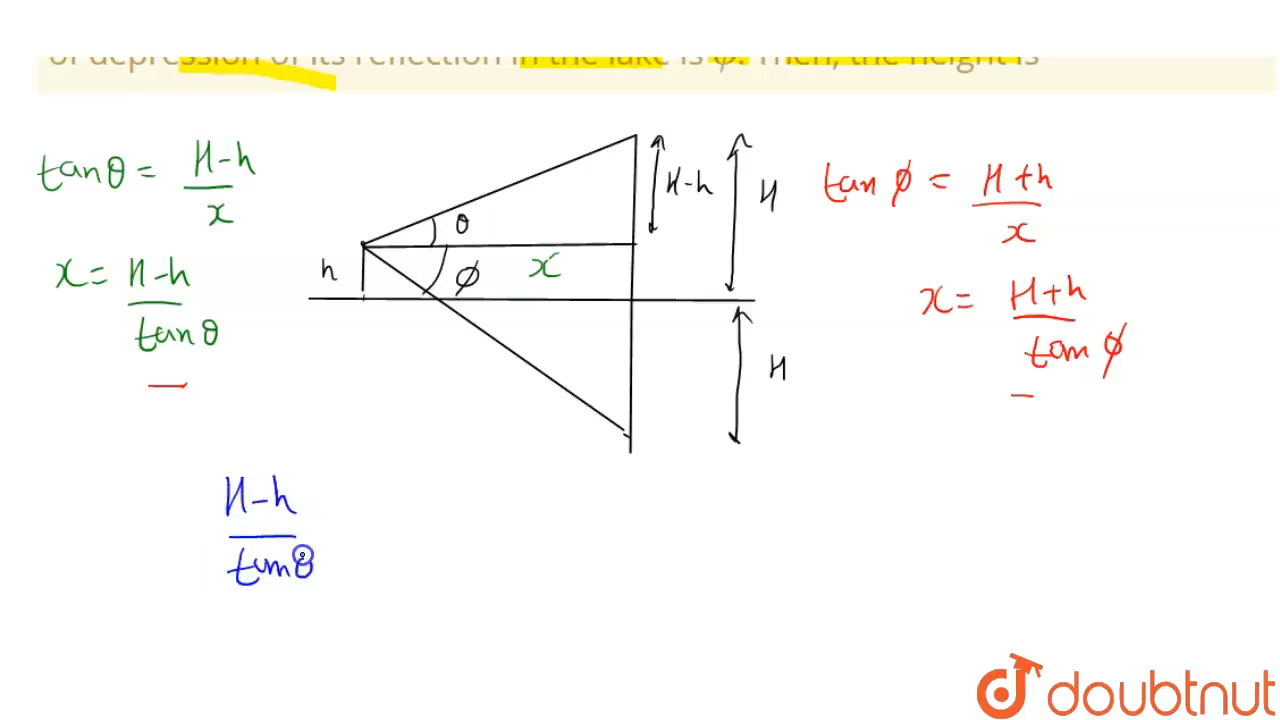 of depression of its reflection in the lake is ϕ. Then, the height is
tanθ = H-h / x
x = H-h / tanθ
θ
ϕ
h
x
H-h
H
H
tan ϕ = H+h / x
x = H+h / tan ϕ
H-h / tanθ
doubtnut